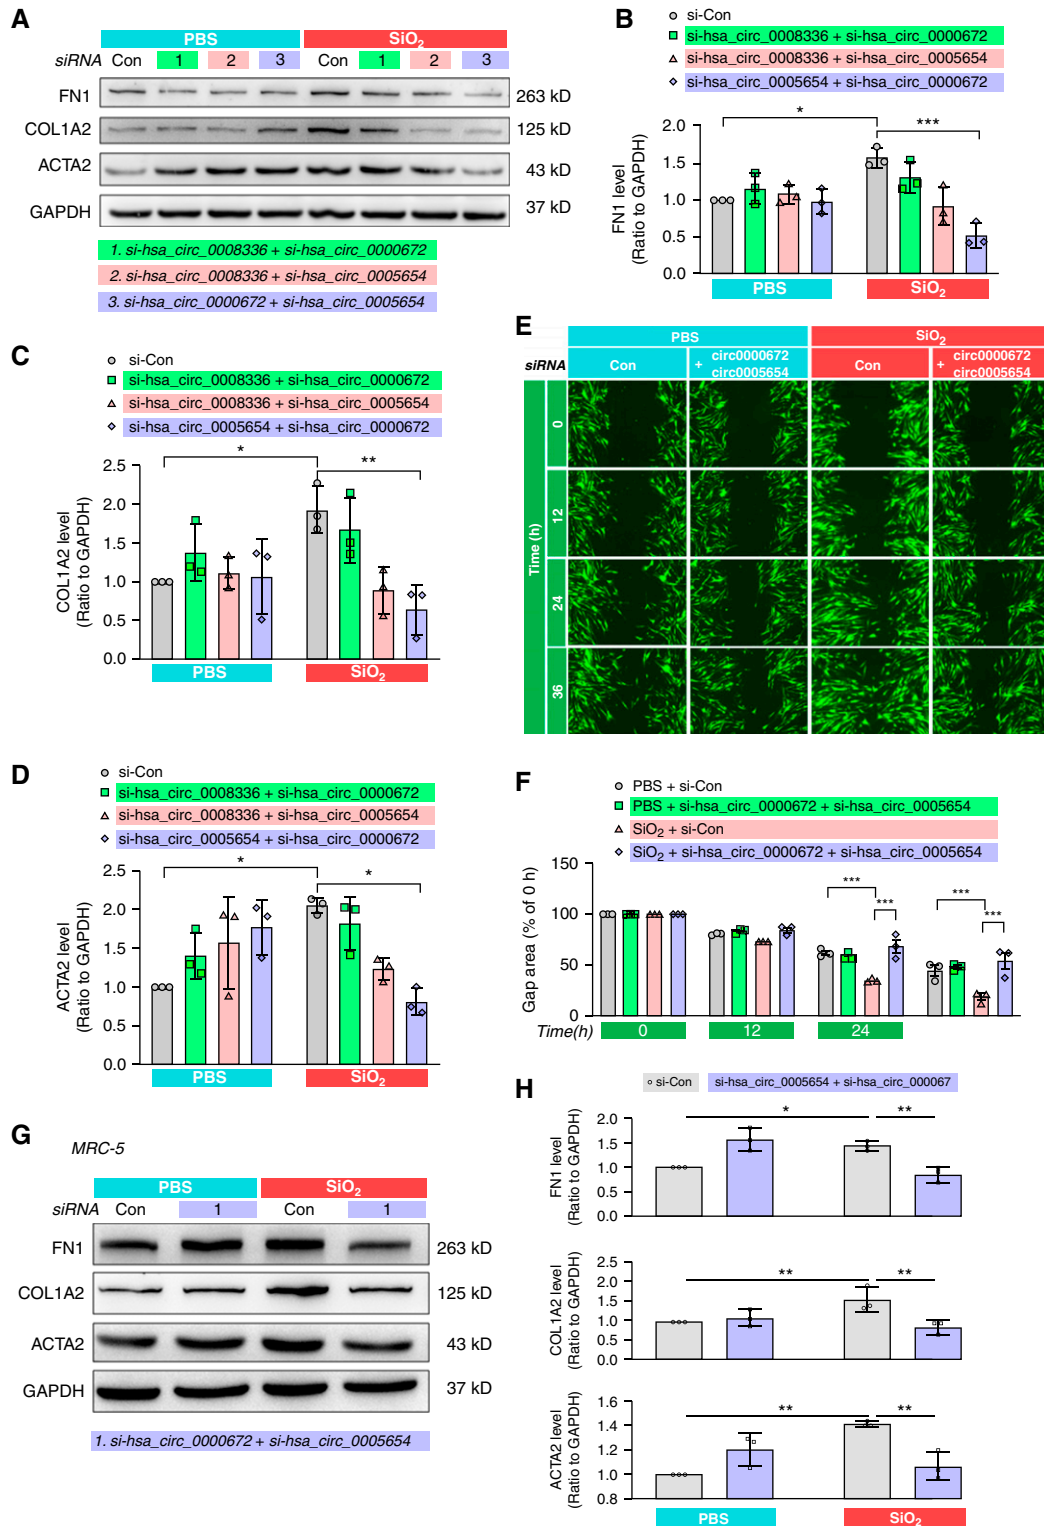 A
PBS SiO2
siRNA Con 1 2 3 Con 1 2 3
FN1 263 kD
COL1A2 125 kD
ACTA2 43 kD
GAPDH 37 kD
1. si-hsa_circ_0008336 + si-hsa_circ_0000672
2. si-hsa_circ_0008336 + si-hsa_circ_0005654
3. si-hsa_circ_0000672 + si-hsa_circ_0005654
B
si-Con
si-hsa_circ_0008336 + si-hsa_circ_0000672
si-hsa_circ_0008336 + si-hsa_circ_0005654
si-hsa_circ_0005654 + si-hsa_circ_0000672
FN1 level
(Ratio to GAPDH)
2.0
1.5
1.0
0.5
0.0
* ***
PBS SiO2
C
si-Con
si-hsa_circ_0008336 + si-hsa_circ_0000672
si-hsa_circ_0008336 + si-hsa_circ_0005654
si-hsa_circ_0005654 + si-hsa_circ_0000672
COL1A2 level
(Ratio to GAPDH)
2.5
2.0
1.5
1.0
0.5
0.0
* **
PBS SiO2
D
si-Con
si-hsa_circ_0008336 + si-hsa_circ_0000672
si-hsa_circ_0008336 + si-hsa_circ_0005654
si-hsa_circ_0005654 + si-hsa_circ_0000672
ACTA2 level
(Ratio to GAPDH)
2.5
2.0
1.5
1.0
0.5
0.0
* *
PBS SiO2
E
PBS SiO2
siRNA Con + circ0000672 circ0005654 Con + circ0000672 circ0005654
Time (h)
0
12
24
36
F
PBS + si-Con
PBS + si-hsa_circ_0000672 + si-hsa_circ_0005654
SiO2 + si-Con
SiO2 + si-hsa_circ_0000672 + si-hsa_circ_0005654
Gap area (% of 0 h)
150
100
50
0
*** *** *** ***
Time(h) 0 12 24
G
MRC-5
PBS SiO2
siRNA Con 1 Con 1
FN1 263 kD
COL1A2 125 kD
ACTA2 43 kD
GAPDH 37 kD
1. si-hsa_circ_0000672 + si-hsa_circ_0005654
H
si-Con si-hsa_circ_0005654 + si-hsa_circ_000067
FN1 level
(Ratio to GAPDH)
2.0
1.5
1.0
0.5
0.0
* **
COL1A2 level
(Ratio to GAPDH)
2.5
2.0
1.5
1.0
0.5
0.0
** **
ACTA2 level
(Ratio to GAPDH)
1.6
1.4
1.2
1.0
0.8
** **
PBS SiO2